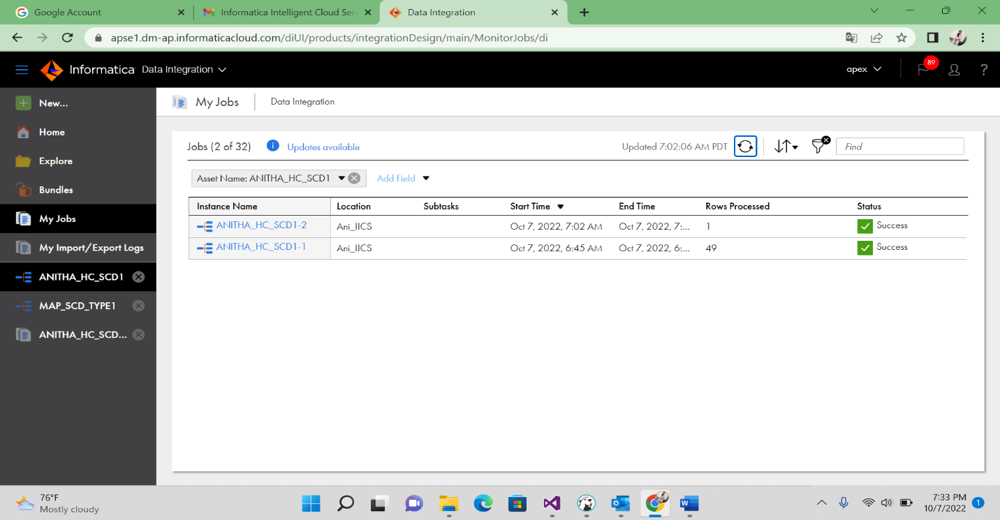 Google Account
Informatica Intelligent Cloud Ser
Data Integration
apse1.dm-ap.informaticacloud.com/diUI/products/integrationDesign/main/MonitorJobs/di
Informatica Data Integration
apex
89
?
New...
Home
Explore
Bundles
My Jobs
My Import/Export Logs
ANITHA_HC_SCD1
MAP_SCD_TYPE1
ANITHA_HC_SCD...
My Jobs
Data Integration
Jobs (2 of 32)
Updates available
Updated 7:02:06 AM PDT
Find
Asset Name: ANITHA_HC_SCD1
Add Field
Instance Name Location Subtasks Start Time End Time Rows Processed Status
ANITHA_HC_SCD1-2 Ani_IICS Oct 7, 2022, 7:02 AM Oct 7, 2022, 7:... 1 Success
ANITHA_HC_SCD1-1 Ani_IICS Oct 7, 2022, 6:45 AM Oct 7, 2022, 6:... 49 Success
76°F
Mostly cloudy
7:33 PM
10/7/2022
1